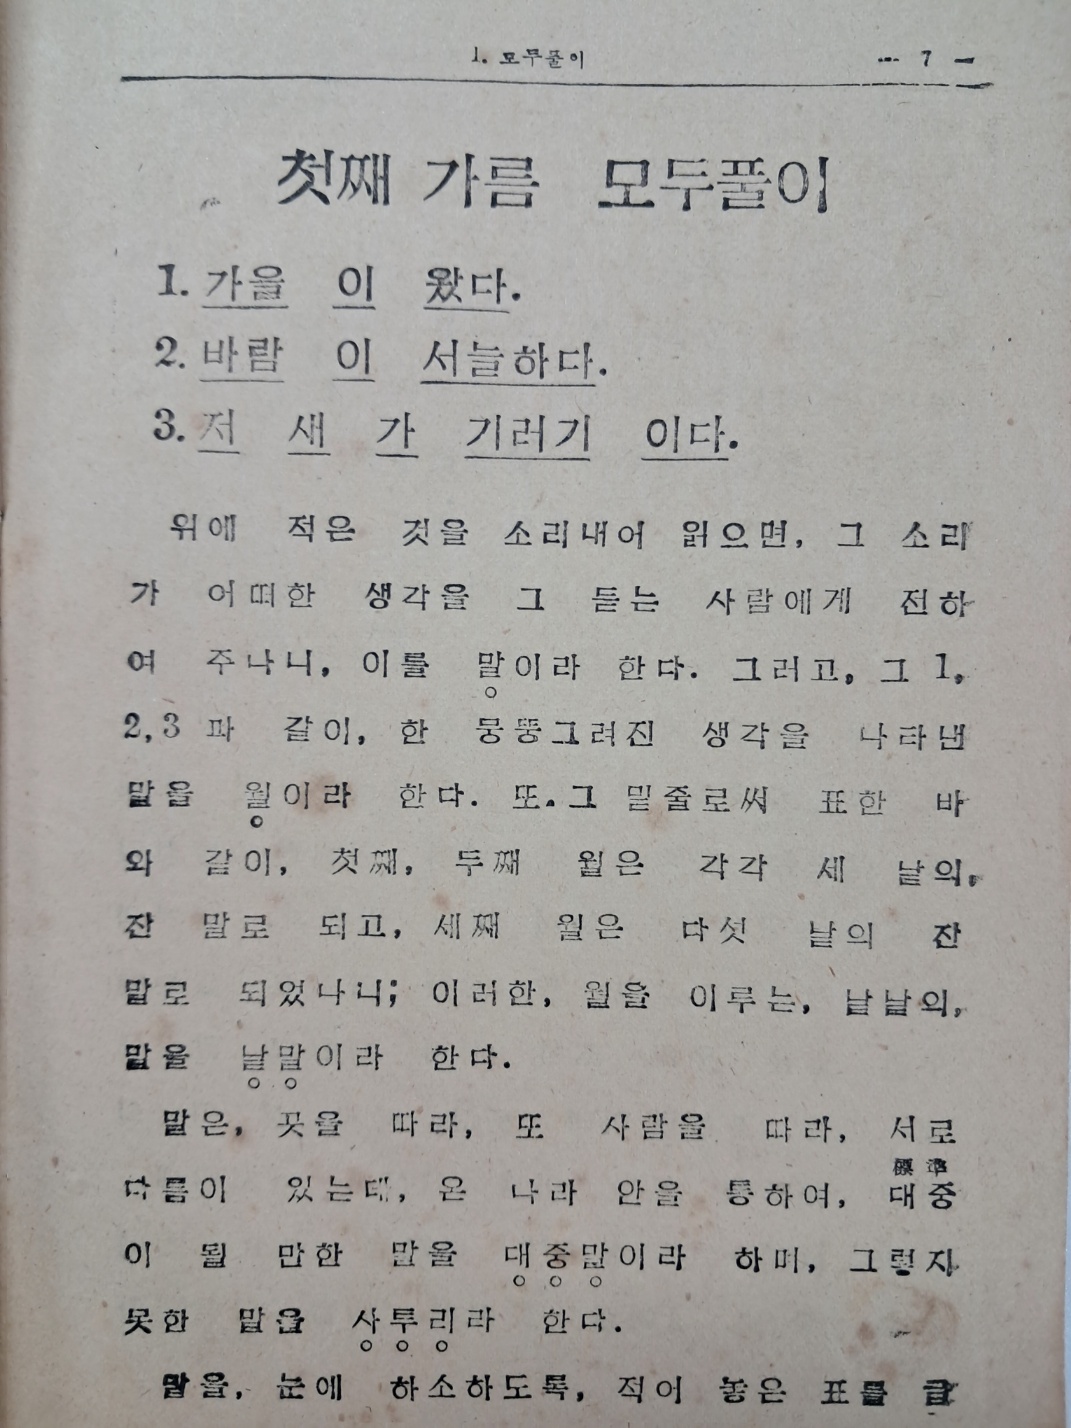 1. 모두풀이 — 7 —
첫째 가름 모두풀이
1. 가을 이 왔다.
2. 바람 이 서늘하다.
3. 저 새 가 기러기 이다.
위에 적은 것을 소리내어 읽으면, 그 소리
가 어떠한 생각을 그 듣는 사람에게 전하
여 주나니, 이를 말이라 한다. 그러고, 그 1,
2,3 과 같이, 한 뭉뚱그려진 생각을 나타낸
말을 월이라 한다. 또.그 밑줄로써 표한 바
와 같이, 첫째, 두째 월은 각각 세 낱의,
잔 말로 되고, 세째 월은 다섯 낱의 잔
말로 되었나니; 이러한, 월을 이루는, 낱낱의,
말을 낱말이라 한다.
말은, 곳을 따라, 또 사람을 따라, 서로
標準
다름이 있는데, 온 나라 안을 통하여, 대중
이 될 만한 말을 대중말이라 하며, 그렇지
못한 말을 사투리라 한다.
말을, 눈에 하소하도록, 적어 놓은 표를 글